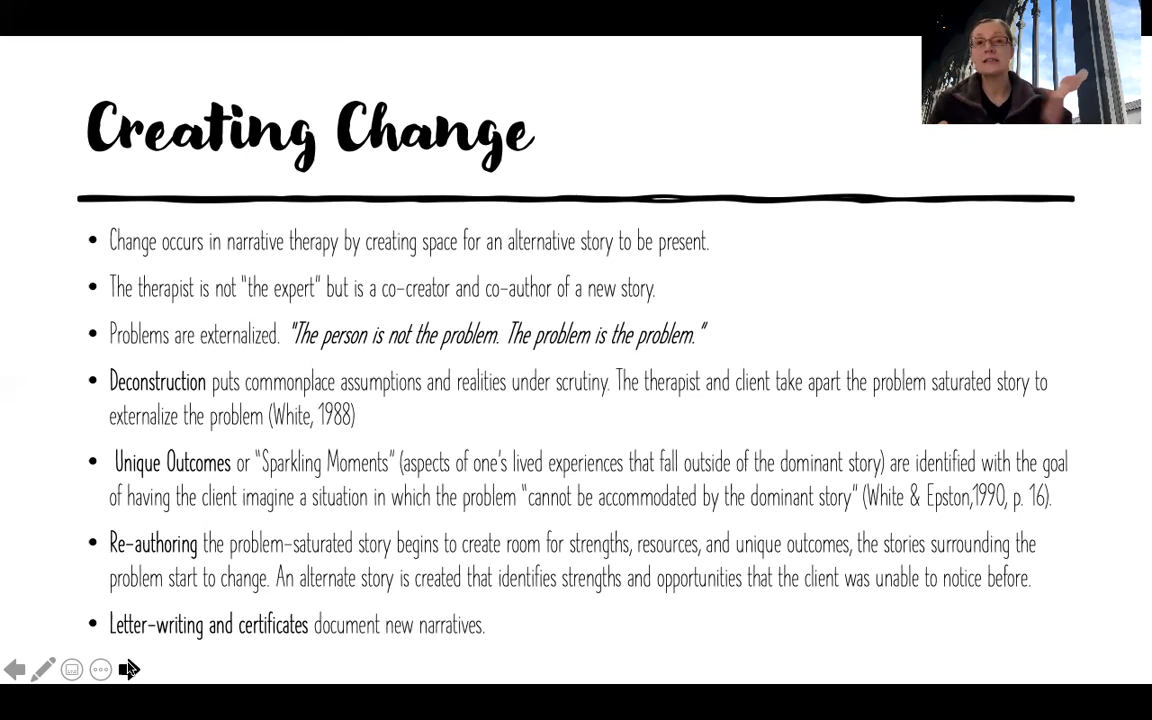 Creating Change
• Change occurs in narrative therapy by creating space for an alternative story to be present.
• The therapist is not "the expert" but is a co-creator and co-author of a new story.
• Problems are externalized. "The person is not the problem. The problem is the problem."
• Deconstruction puts commonplace assumptions and realities under scrutiny. The therapist and client take apart the problem saturated story to
externalize the problem (White, 1988)
• Unique Outcomes or "Sparkling Moments" (aspects of one's lived experiences that fall outside of the dominant story) are identified with the goal
of having the client imagine a situation in which the problem "cannot be accommodated by the dominant story" (White & Epston,1990, p. 16).
• Re-authoring the problem-saturated story begins to create room for strengths, resources, and unique outcomes, the stories surrounding the
problem start to change. An alternate story is created that identifies strengths and opportunities that the client was unable to notice before.
• Letter-writing and certificates document new narratives.